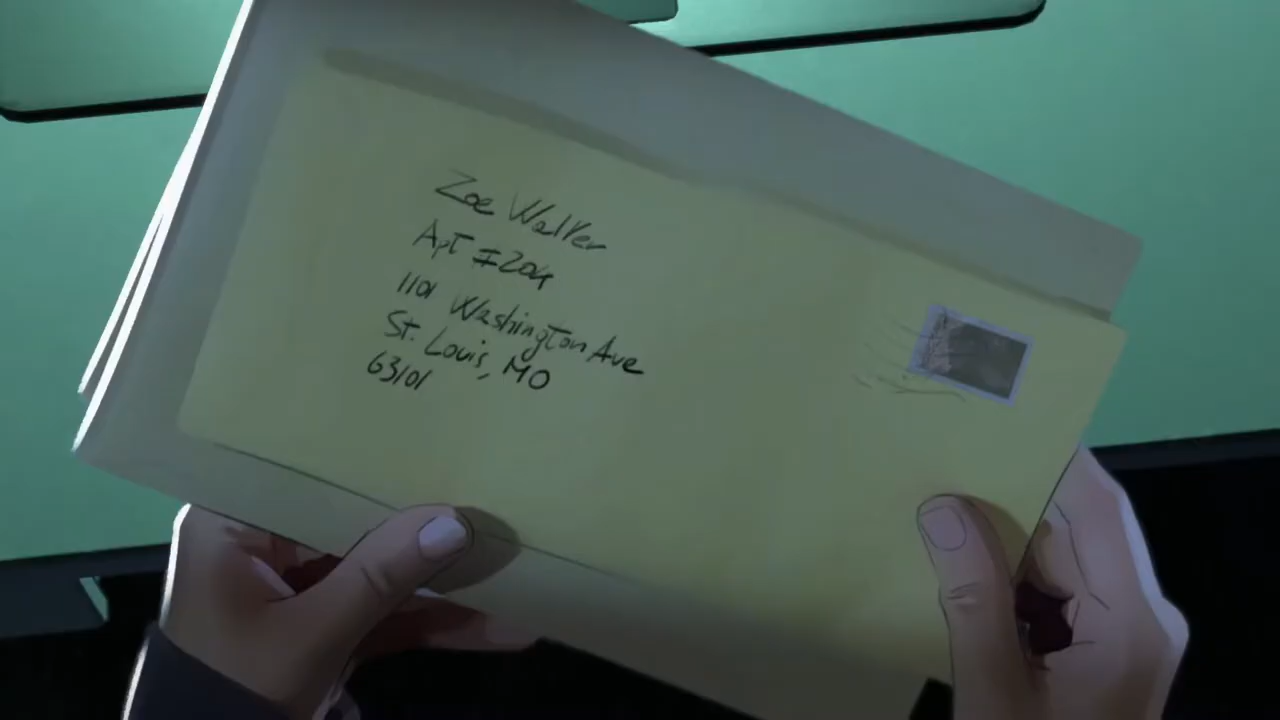 Zoe Walker
Apt #204
1101 Washington Ave
St. Louis, MO
63101